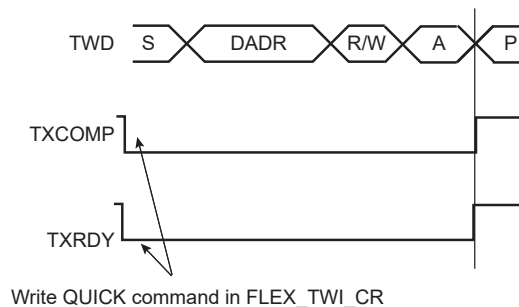 TWD S DADR R/W A P
TXCOMP
TXRDY
Write QUICK command in FLEX_TWI_CR